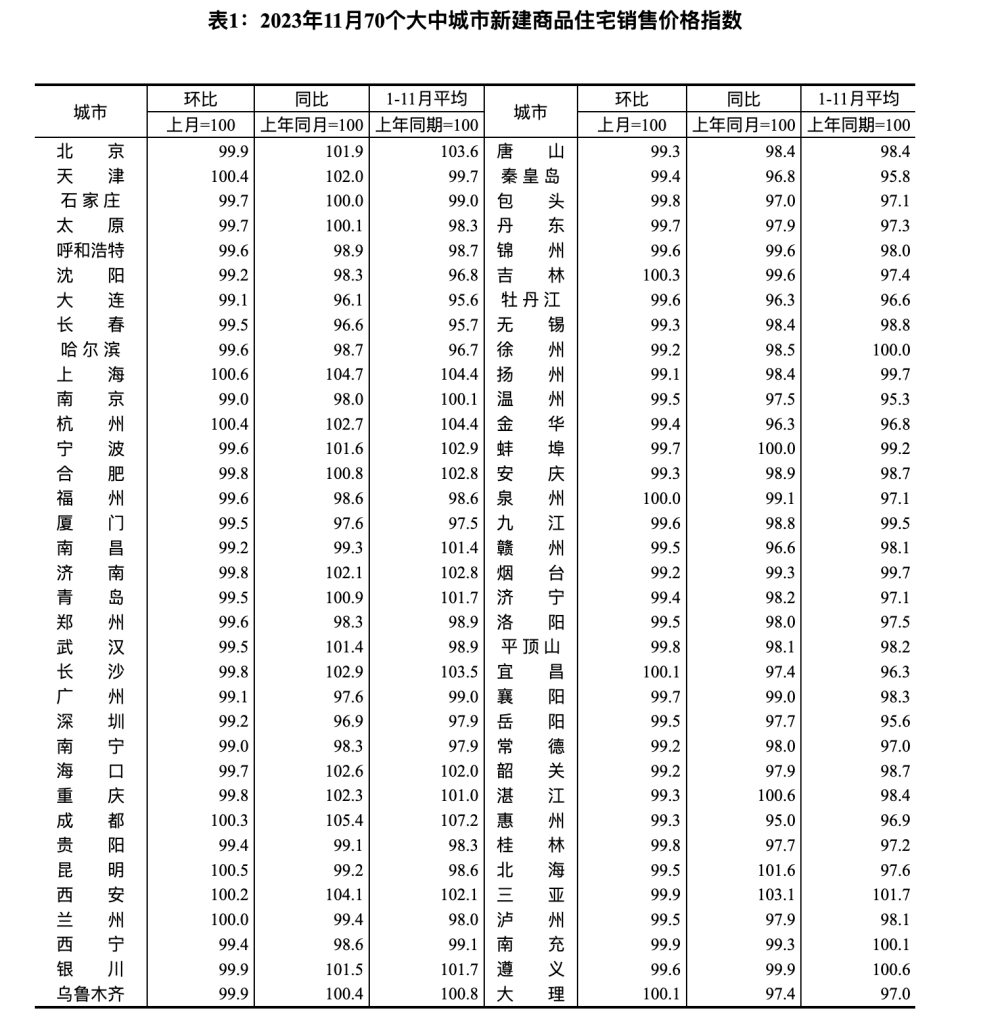 表1：2023年11月70个大中城市新建商品住宅销售价格指数
城市 环比 同比 1-11月平均 城市 环比 同比 1-11月平均
上月=100 上年同月=100 上年同期=100 上月=100 上年同月=100 上年同期=100
北京 99.9 101.9 103.6 唐山 99.3 98.4 98.4
天津 100.4 102.0 99.7 秦皇岛 99.4 96.8 95.8
石家庄 99.7 100.0 99.0 包头 99.8 97.0 97.1
太原 99.7 100.1 98.3 丹东 99.7 97.9 97.3
呼和浩特 99.6 98.9 98.7 锦州 99.6 99.6 98.0
沈阳 99.2 98.3 96.8 吉林 100.3 99.6 97.4
大连 99.1 96.1 95.6 牡丹江 99.6 96.3 96.6
长春 99.5 96.6 95.7 无锡 99.3 98.4 98.8
哈尔滨 99.6 98.7 96.7 徐州 99.2 98.5 100.0
上海 100.6 104.7 104.4 扬州 99.1 98.4 99.7
南京 99.0 98.0 100.1 温州 99.5 97.5 95.3
杭州 100.4 102.7 104.4 金华 99.4 96.3 96.8
宁波 99.6 101.6 102.9 蚌埠 99.7 100.0 99.2
合肥 99.8 100.8 102.8 安庆 99.3 98.9 98.7
福州 99.6 98.6 98.6 泉州 100.0 99.1 97.1
厦门 99.5 97.6 97.5 九江 99.6 98.8 99.5
南昌 99.2 99.3 101.4 赣州 99.5 96.6 98.1
济南 99.8 102.1 102.8 烟台 99.2 99.3 99.7
青岛 99.5 100.9 101.7 济宁 99.4 98.2 97.1
郑州 99.6 98.3 98.9 洛阳 99.5 98.0 97.5
武汉 99.5 101.4 98.9 平顶山 99.8 98.1 98.2
长沙 99.8 102.9 103.5 宜昌 100.1 97.4 96.3
广州 99.1 97.6 99.0 襄阳 99.7 99.0 98.3
深圳 99.2 96.9 97.9 岳阳 99.5 97.7 95.6
南宁 99.0 98.3 97.9 常德 99.2 98.0 97.0
海口 99.7 102.6 102.0 韶关 99.2 97.9 98.7
重庆 99.8 102.3 101.0 湛江 99.3 100.6 98.4
成都 100.3 105.4 107.2 惠州 99.3 95.0 96.9
贵阳 99.4 99.1 98.3 桂林 99.8 97.7 97.2
昆明 100.5 99.2 98.6 北海 99.5 101.6 97.6
西安 100.2 104.1 102.1 三亚 99.9 103.1 101.7
兰州 100.0 99.4 98.0 泸州 99.5 97.9 98.1
西宁 99.4 98.6 99.1 南充 99.9 99.3 100.1
银川 99.9 101.5 101.7 遵义 99.6 99.9 100.6
乌鲁木齐 99.9 100.4 100.8 大理 100.1 97.4 97.0